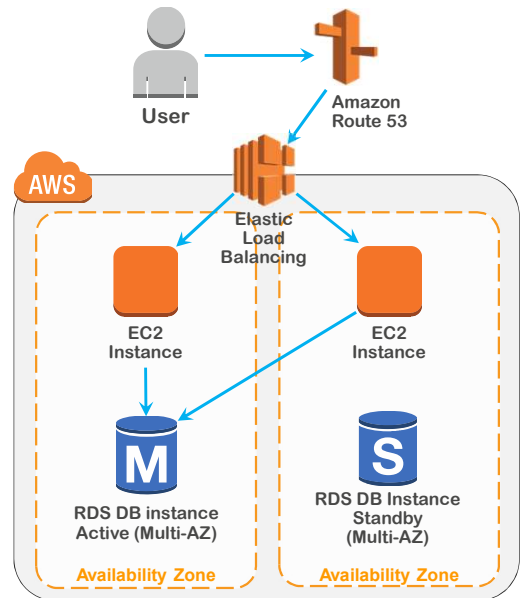 User
Amazon
Route 53
AWS
Elastic
Load
Balancing
EC2
Instance
EC2
Instance
M
S
RDS DB instance
Active (Multi-AZ)
RDS DB Instance
Standby
(Multi-AZ)
Availability Zone
Availability Zone